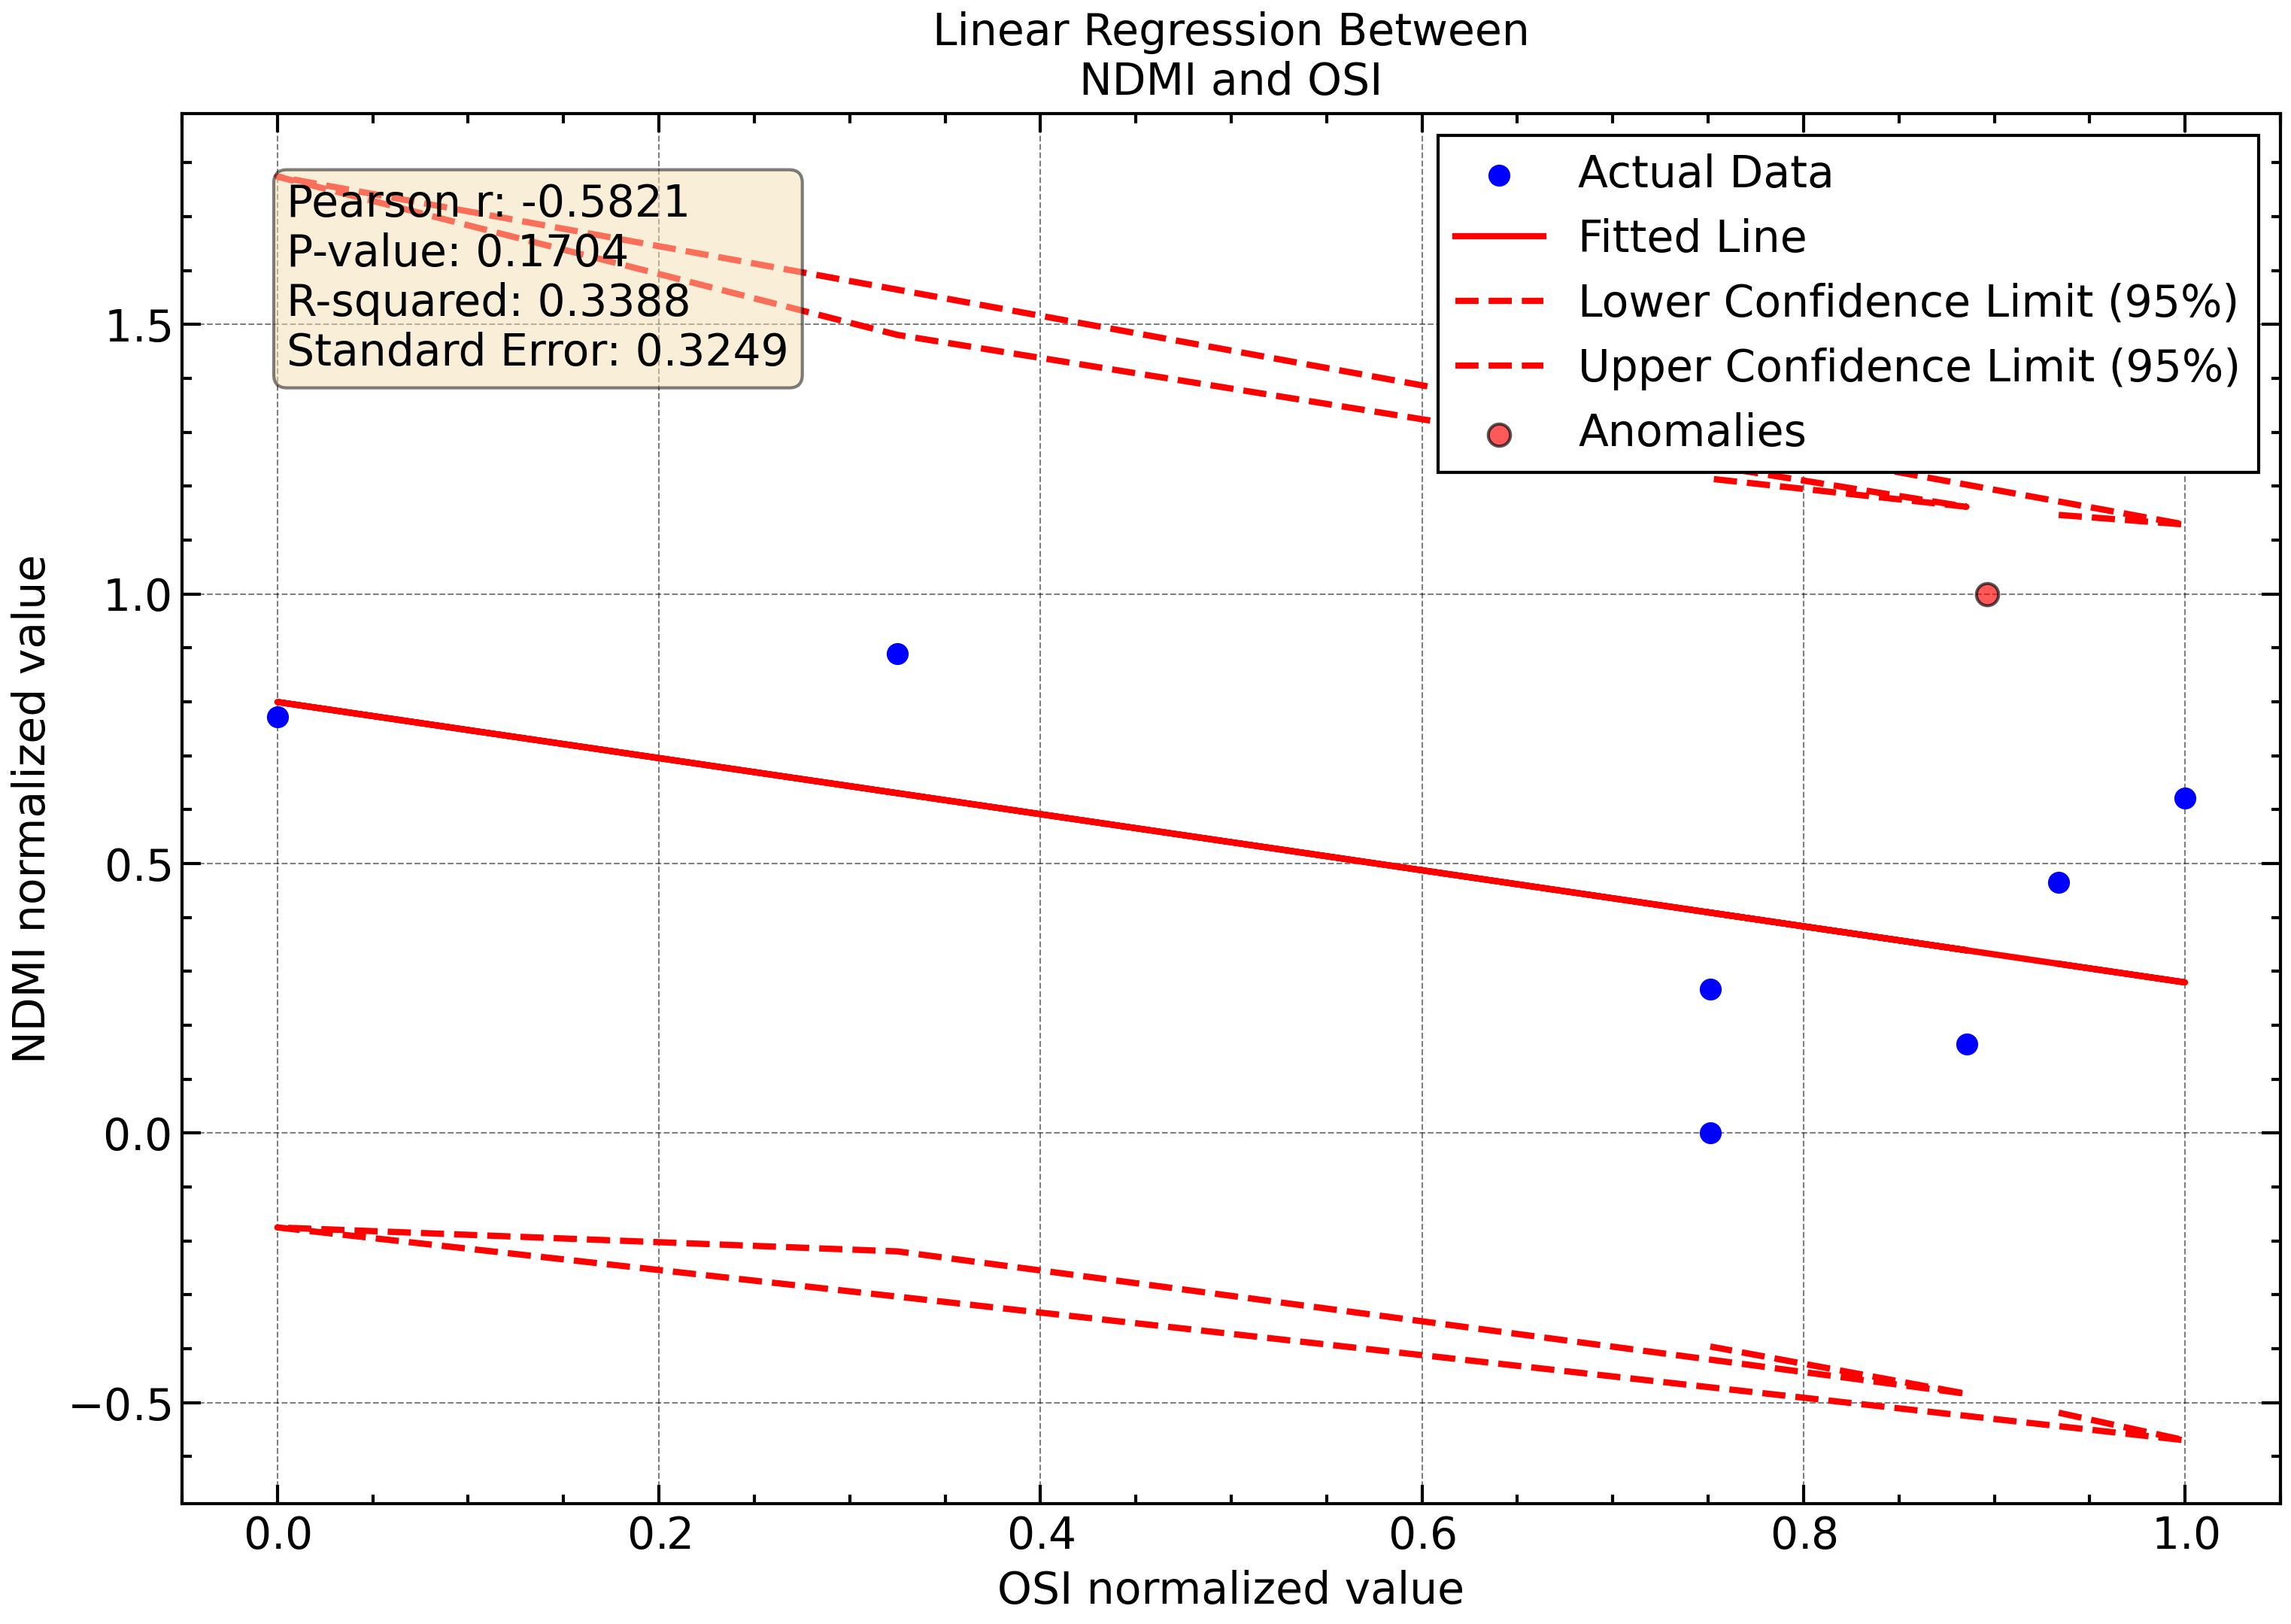 Linear Regression Between
NDMI and OSI
Pearson r: -0.5821
P-value: 0.1704
R-squared: 0.3388
Standard Error: 0.3249
Actual Data
Fitted Line
Lower Confidence Limit (95%)
Upper Confidence Limit (95%)
Anomalies
NDMI normalized value
1.5
1.0
0.5
0.0
−0.5
0.0 0.2 0.4 0.6 0.8 1.0
OSI normalized value